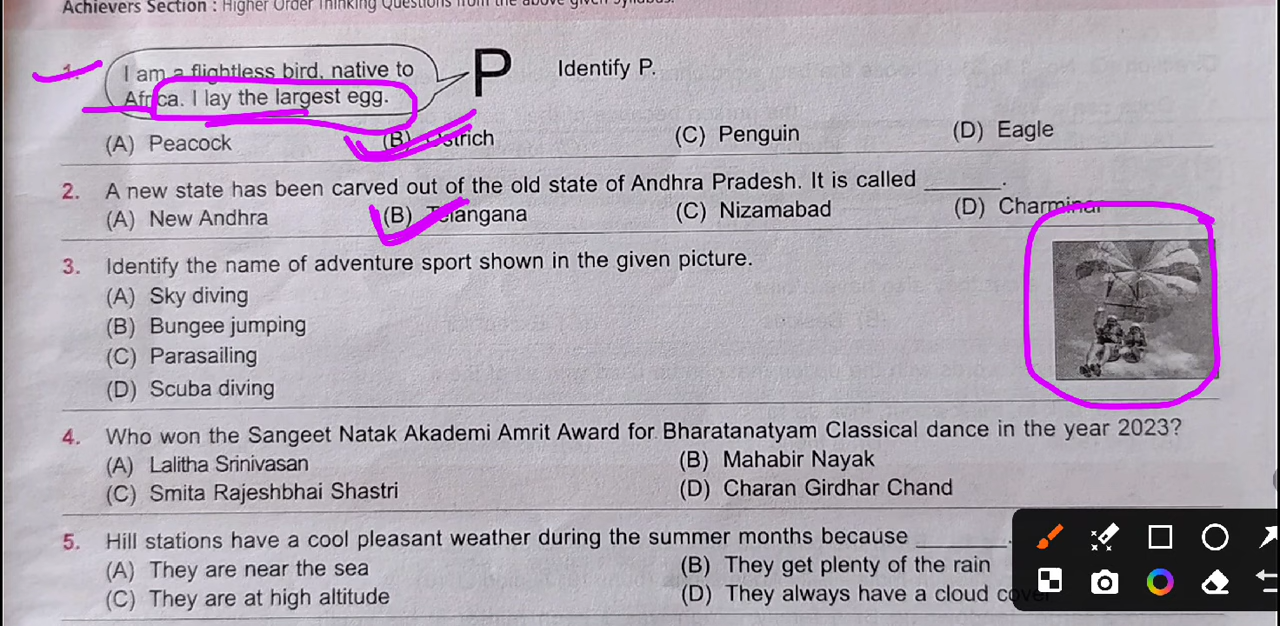 Achievers Section : Higher Order Thinking Questions from the above given Syllabus.
1. I am a flightless bird, native to
Africa. I lay the largest egg.
P Identify P.
(A) Peacock (B) Ostrich (C) Penguin (D) Eagle
2. A new state has been carved out of the old state of Andhra Pradesh. It is called ______.
(A) New Andhra (B) Telangana (C) Nizamabad (D) Charminar
3. Identify the name of adventure sport shown in the given picture.
(A) Sky diving
(B) Bungee jumping
(C) Parasailing
(D) Scuba diving
4. Who won the Sangeet Natak Akademi Amrit Award for Bharatanatyam Classical dance in the year 2023?
(A) Lalitha Srinivasan (B) Mahabir Nayak
(C) Smita Rajeshbhai Shastri (D) Charan Girdhar Chand
5. Hill stations have a cool pleasant weather during the summer months because ______.
(A) They are near the sea (B) They get plenty of the rain
(C) They are at high altitude (D) They always have a cloud cover